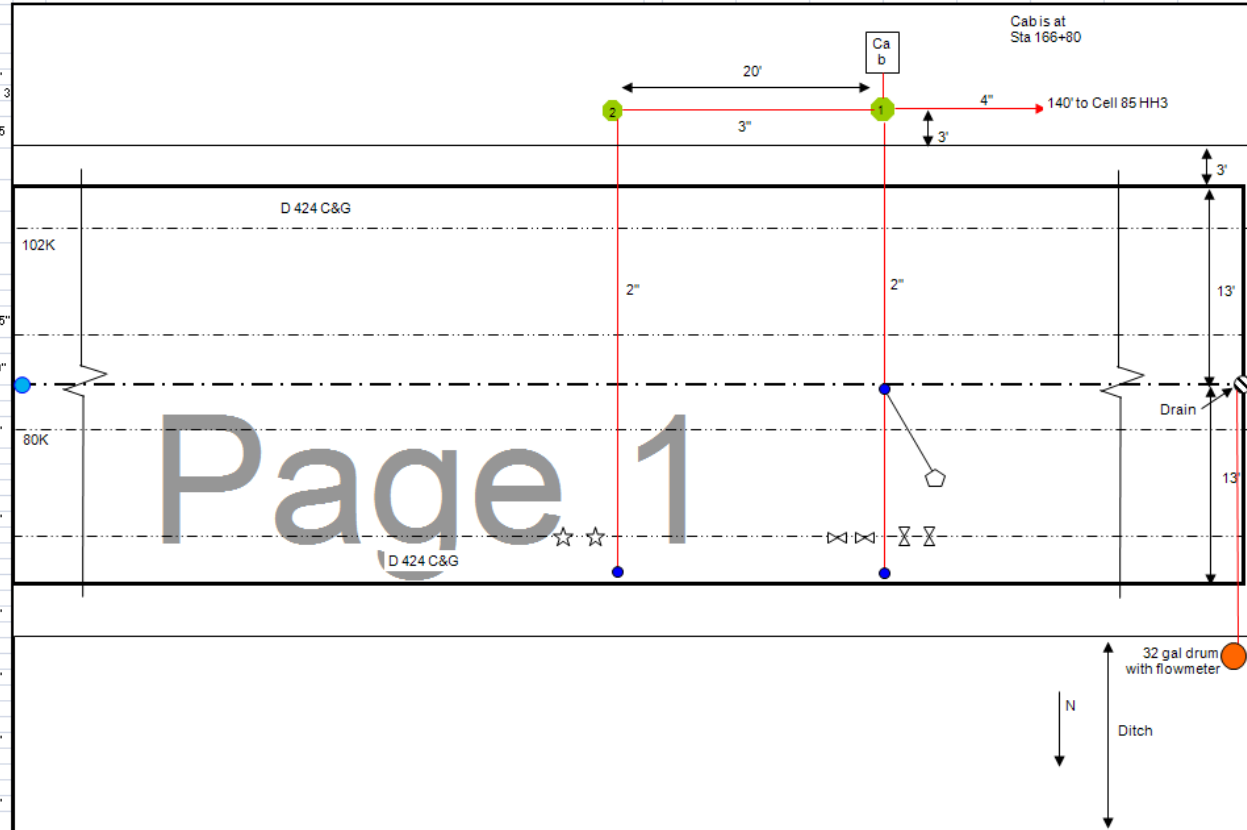 Cab is at
Sta 166+80
Ca
b
20'
2
1
4"
140' to Cell 85 HH3
3"
3'
3'
D 424 C&G
102K
2"
2"
13'
Drain
80K
Page 1
13'
D 424 C&G
32 gal drum
with flowmeter
N
Ditch